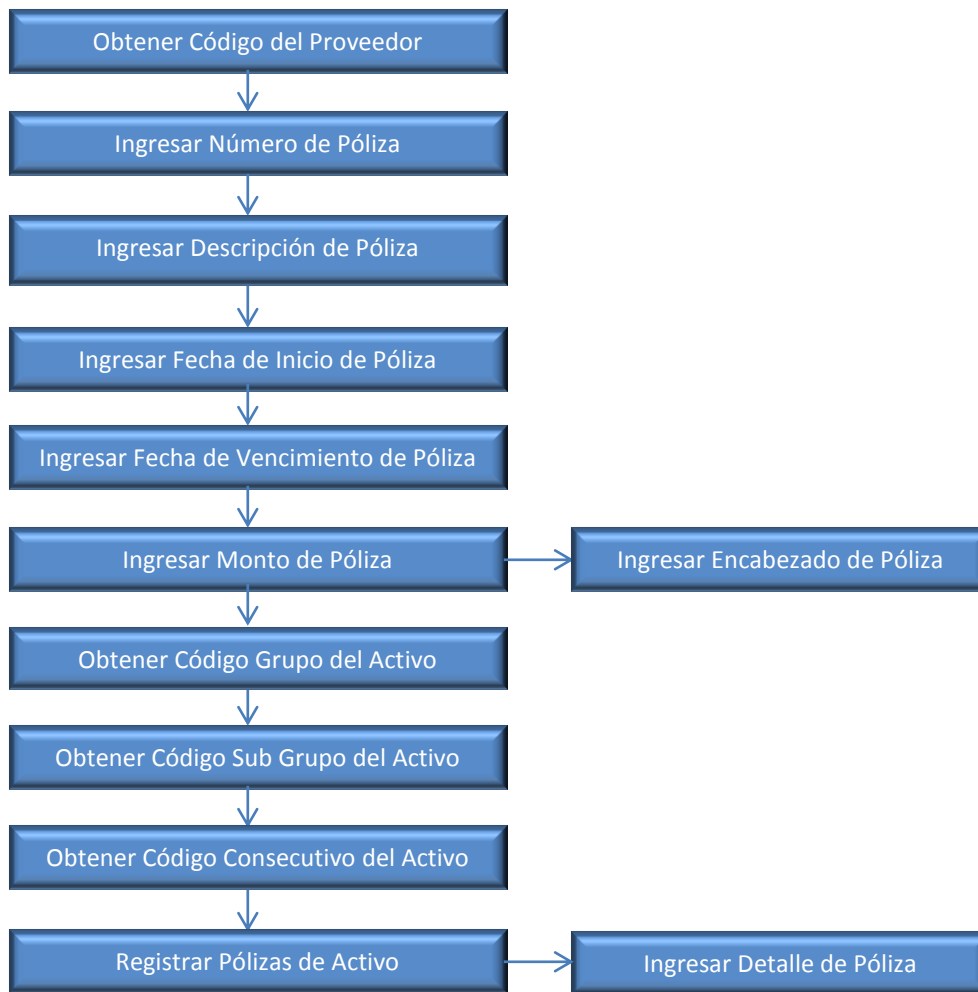 Obtener Código del Proveedor
Ingresar Número de Póliza
Ingresar Descripción de Póliza
Ingresar Fecha de Inicio de Póliza
Ingresar Fecha de Vencimiento de Póliza
Ingresar Monto de Póliza
Ingresar Encabezado de Póliza
Obtener Código Grupo del Activo
Obtener Código Sub Grupo del Activo
Obtener Código Consecutivo del Activo
Registrar Pólizas de Activo
Ingresar Detalle de Póliza